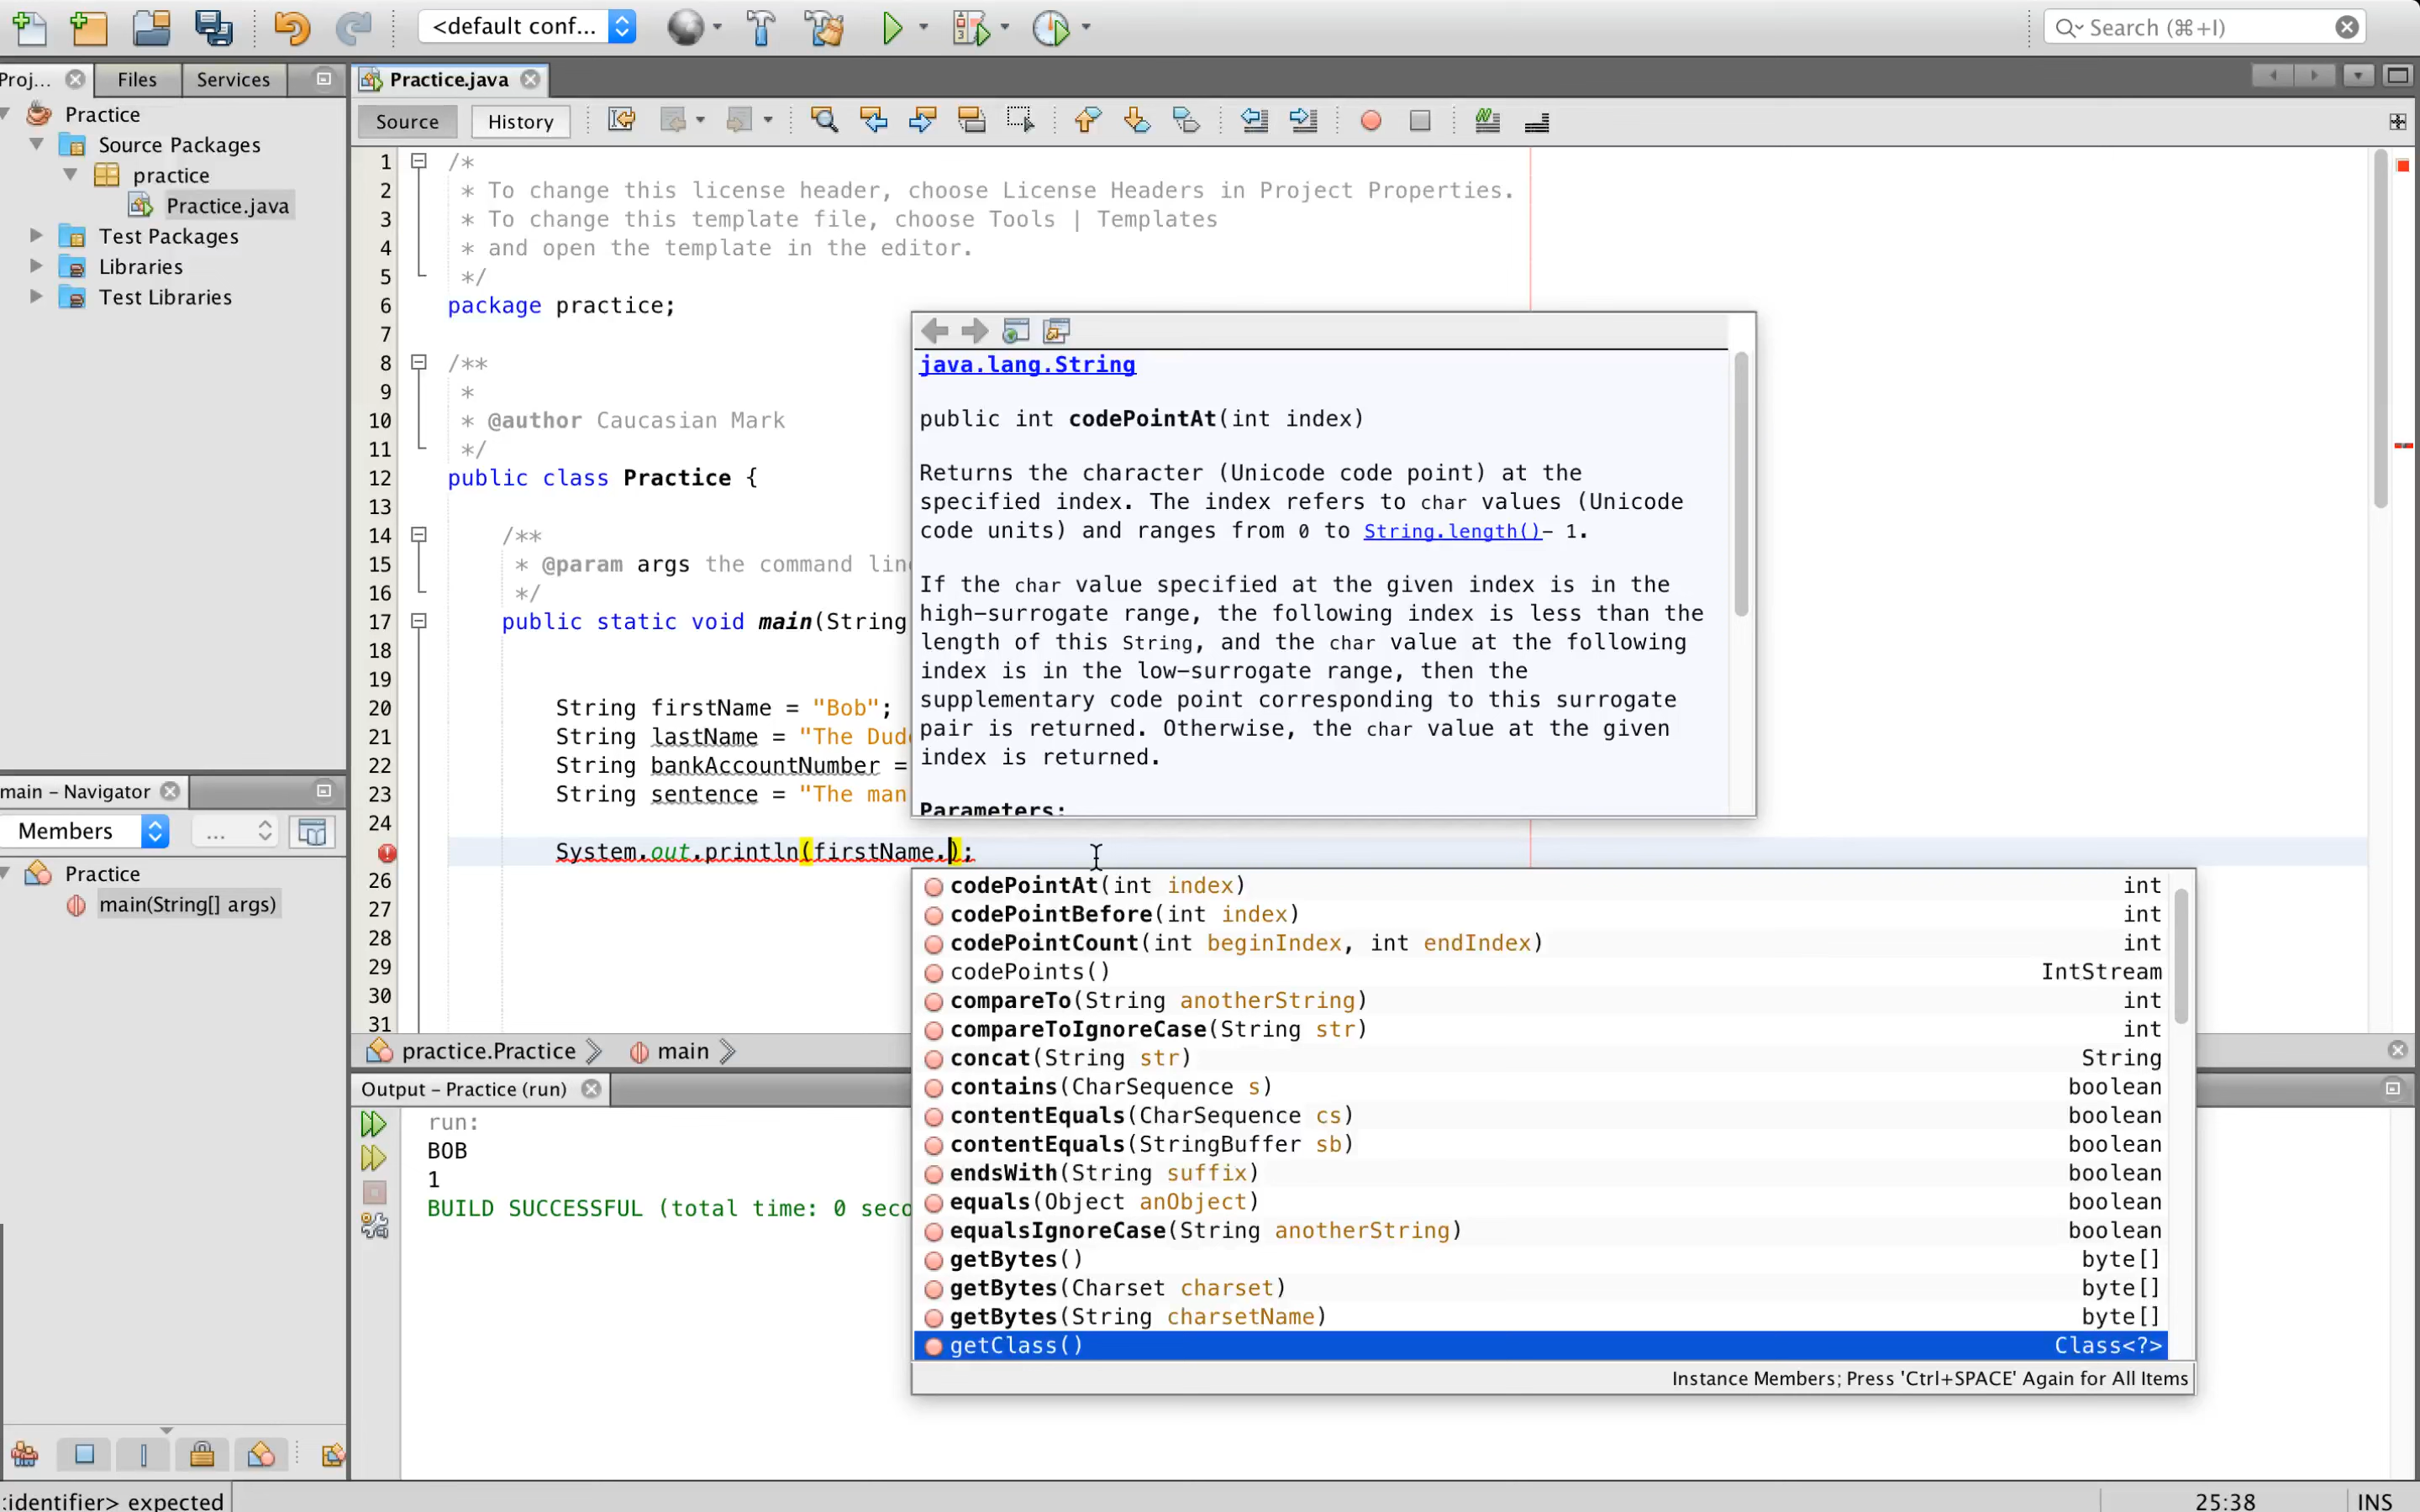 <default conf...
Search (⌘+I)
Proj...
Files
Services
Practice.java
Source
History
Practice
Source Packages
practice
Practice.java
Test Packages
Libraries
Test Libraries
1 /*
2 * To change this license header, choose License Headers in Project Properties.
3 * To change this template file, choose Tools | Templates
4 * and open the template in the editor.
5 */
6 package practice;
7
8 /**
9 *
10 * @author Caucasian Mark
11 */
12 public class Practice {
13
14 /**
15 * @param args the command lin
16 */
17 public static void main(String
18
19
20 String firstName = "Bob";
21 String lastName = "The Dud
22 String bankAccountNumber =
23 String sentence = "The man
24
System.out.println(firstName.);
26
27
28
29
30
31
java.lang.String
public int codePointAt(int index)
Returns the character (Unicode code point) at the
specified index. The index refers to char values (Unicode
code units) and ranges from 0 to String.length()- 1.
If the char value specified at the given index is in the
high-surrogate range, the following index is less than the
length of this String, and the char value at the following
index is in the low-surrogate range, then the
supplementary code point corresponding to this surrogate
pair is returned. Otherwise, the char value at the given
index is returned.
Parameters:
codePointAt(int index) int
codePointBefore(int index) int
codePointCount(int beginIndex, int endIndex) int
codePoints() IntStream
compareTo(String anotherString) int
compareToIgnoreCase(String str) int
concat(String str) String
contains(CharSequence s) boolean
contentEquals(CharSequence cs) boolean
contentEquals(StringBuffer sb) boolean
endsWith(String suffix) boolean
equals(Object anObject) boolean
equalsIgnoreCase(String anotherString) boolean
getBytes() byte[]
getBytes(Charset charset) byte[]
getBytes(String charsetName) byte[]
getClass() Class<?>
Instance Members; Press 'Ctrl+SPACE' Again for All Items
main – Navigator
Members
...
Practice
main(String[] args)
practice.Practice
main
Output – Practice (run)
run:
BOB
1
BUILD SUCCESSFUL (total time: 0 seco
identifier> expected
25:38
INS